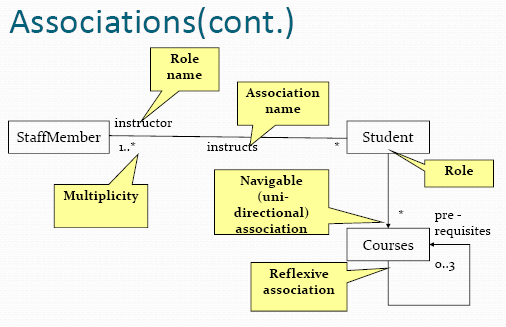 Associations(cont.)
Role
name
Association
name
instructor
StaffMember
Student
1..*
instructs
*
Role
Multiplicity
Navigable
(uni-
directional)
association
*
pre -
requisites
Courses
0..3
Reflexive
association